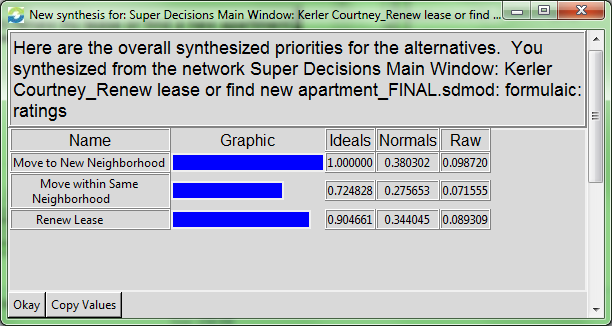 New synthesis for: Super Decisions Main Window: Kerler Courtney_Renew lease or find ...
Here are the overall synthesized priorities for the alternatives. You
synthesized from the network Super Decisions Main Window: Kerler
Courtney_Renew lease or find new apartment_FINAL.sdmod: formulaic:
ratings
Name Graphic Ideals Normals Raw
Move to New Neighborhood 1.000000 0.380302 0.098720
Move within Same
Neighborhood 0.724828 0.275653 0.071555
Renew Lease 0.904661 0.344045 0.089309
Okay Copy Values